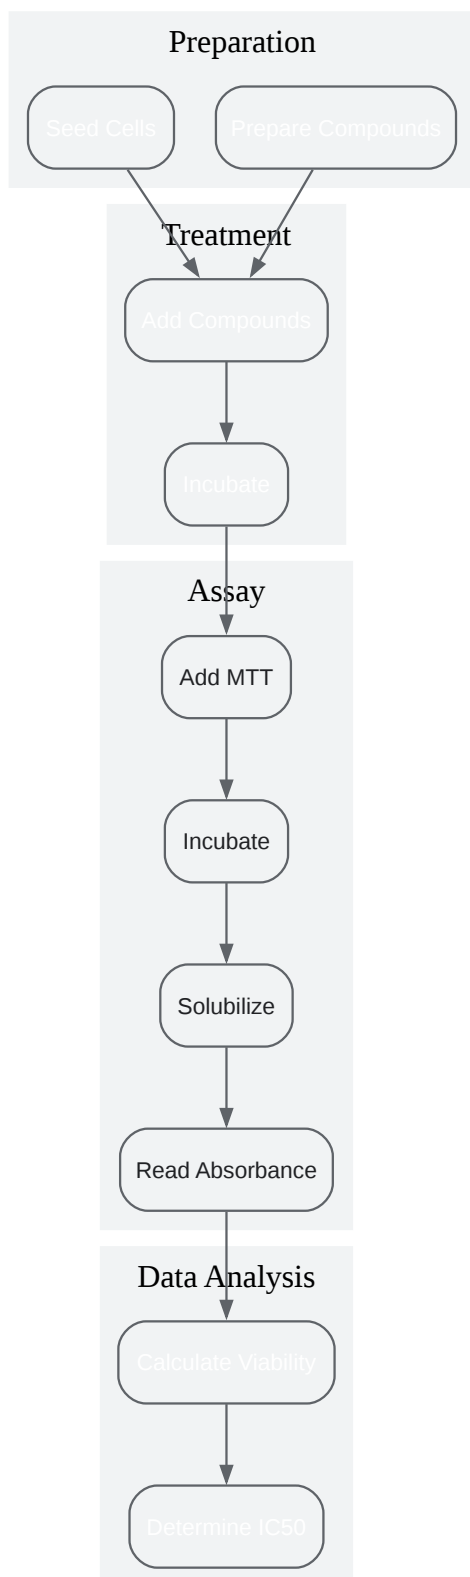 Preparation
Seed Cells
Prepare Compounds
Treatment
Add Compounds
Incubate
Assay
Add MTT
Incubate
Solubilize
Read Absorbance
Data Analysis
Calculate Viability
Determine IC50